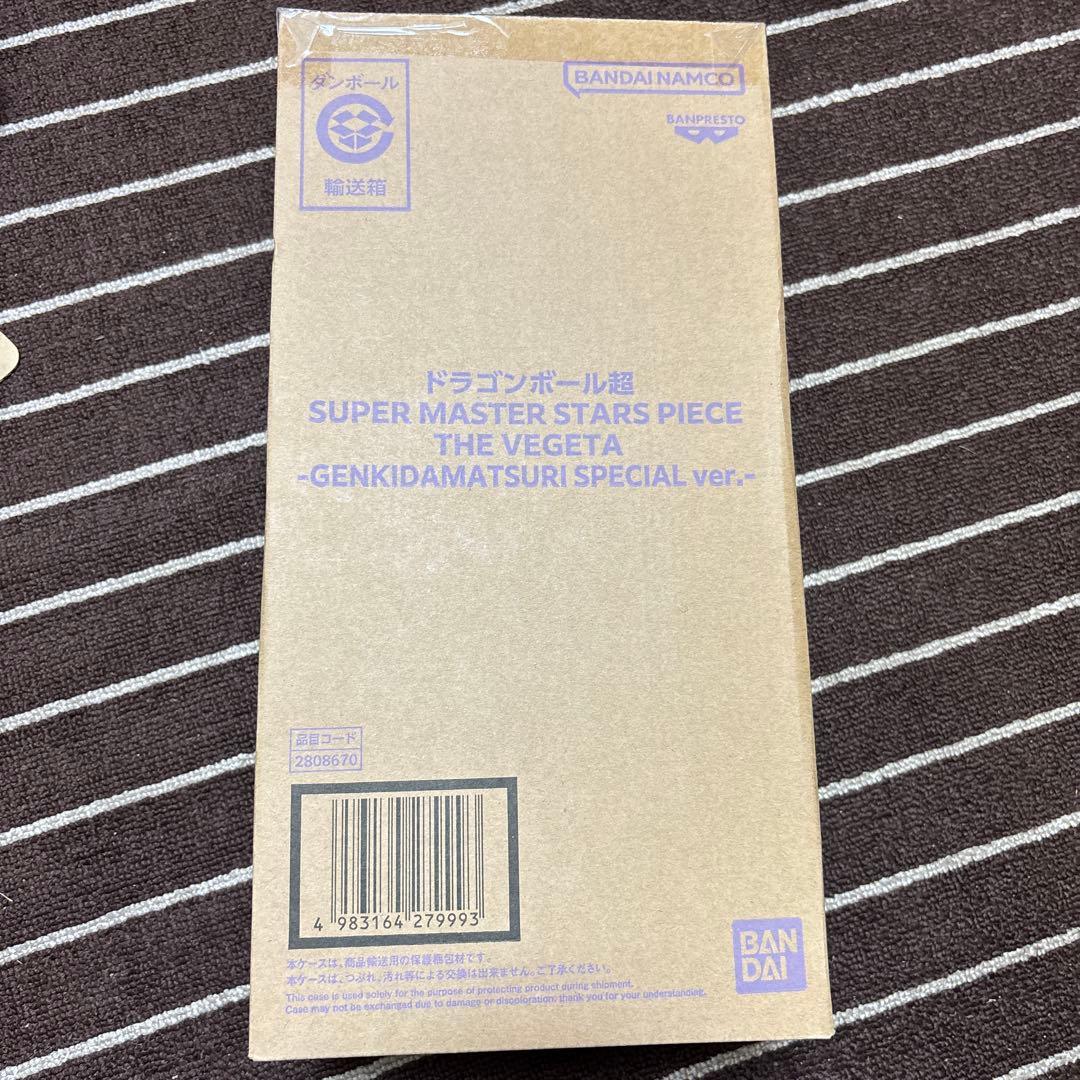 ダンボール
輸送箱
BANDAI NAMCO
BANPRESTO
ドラゴンボール超
SUPER MASTER STARS PIECE
THE VEGETA
-GENKIDAMATSURI SPECIAL ver.-
品目コード
2808670
4 983164 279993
本ケースは、商品輸送用の保護梱包材です。
本ケースは、つぶれ、汚れ等による交換は出来ません。ご了承ください。
This case is used solely for the purpose of protecting product during shipment.
Case may not be exchanged due to damage or discoloration. thank you for your understanding.
BAN
DAI